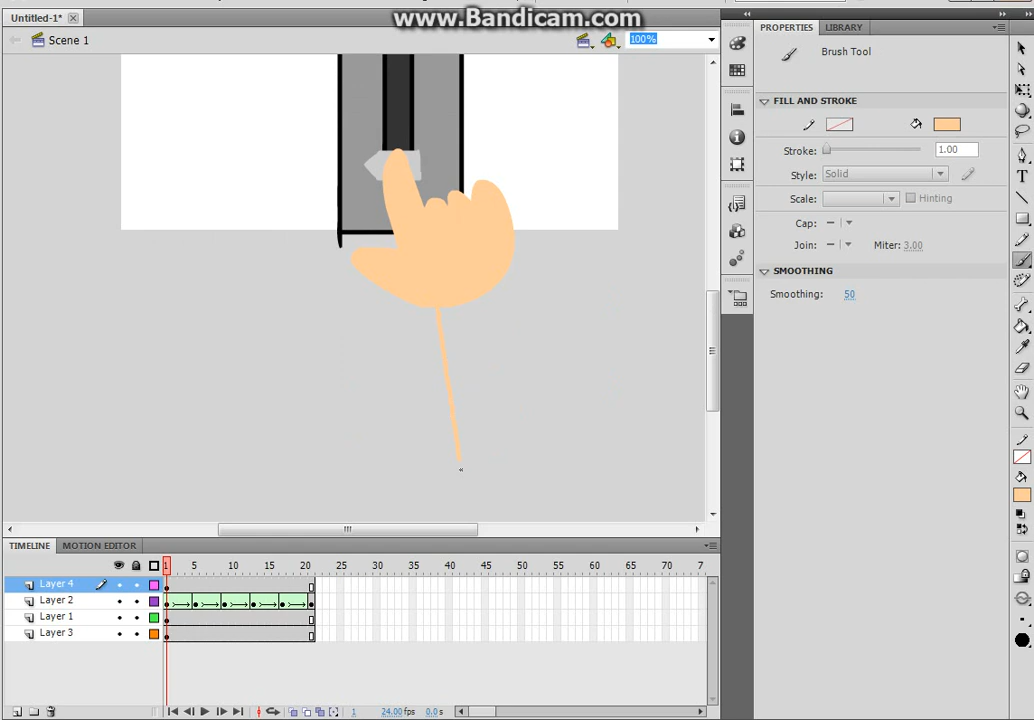 www.Bandicam.com
Untitled-1*
Scene 1
100%
PROPERTIES
LIBRARY
Brush Tool
FILL AND STROKE
Stroke:
1.00
Style:
Solid
Scale:
Hinting
Cap:
Join:
Miter: 3.00
SMOOTHING
Smoothing:
50
TIMELINE
MOTION EDITOR
1 5 10 15 20 25 30 35 40 45 50 55 60 65 70 7
Layer 4
Layer 2
Layer 1
Layer 3
1 24.00 fps 0.0 s